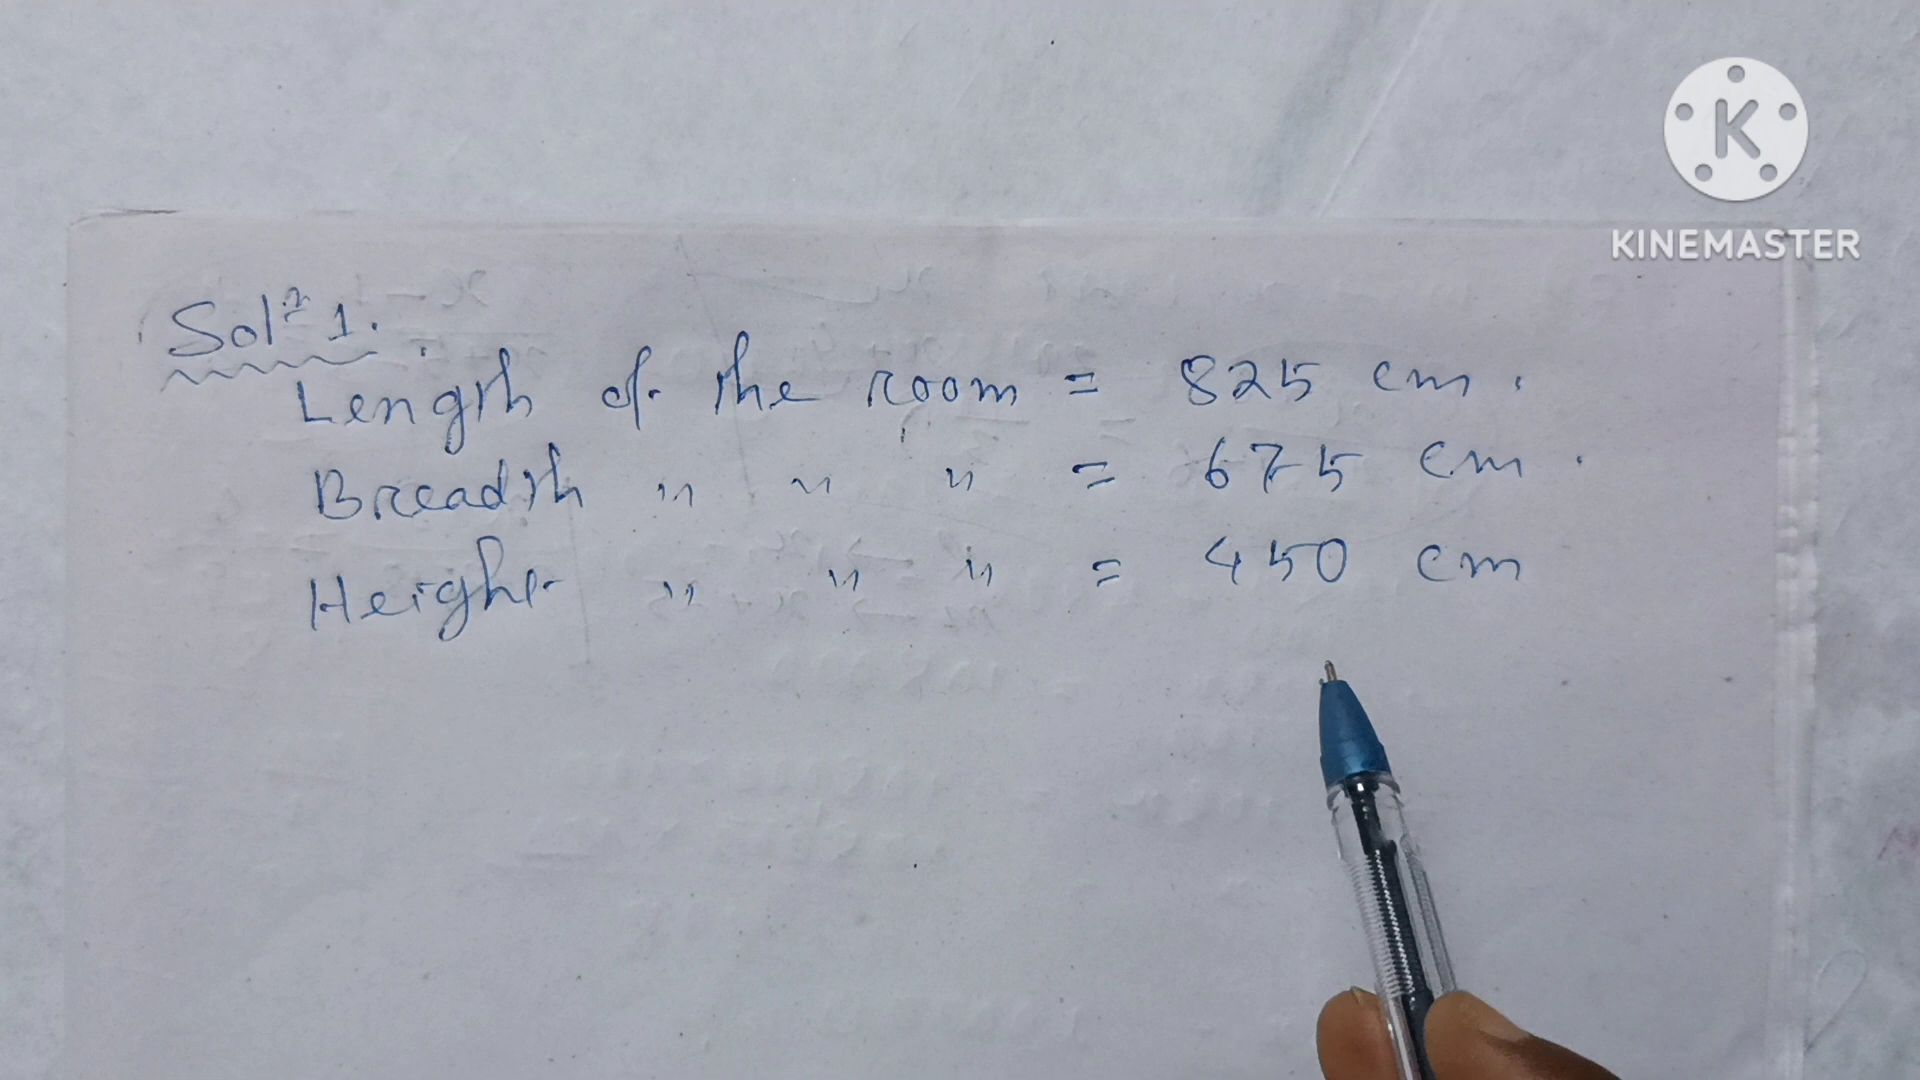 Solⁿ 1.
Length of the room = 825 cm.
Breadth " " " = 675 cm.
Height " " " = 450 cm
K
KINEMASTER